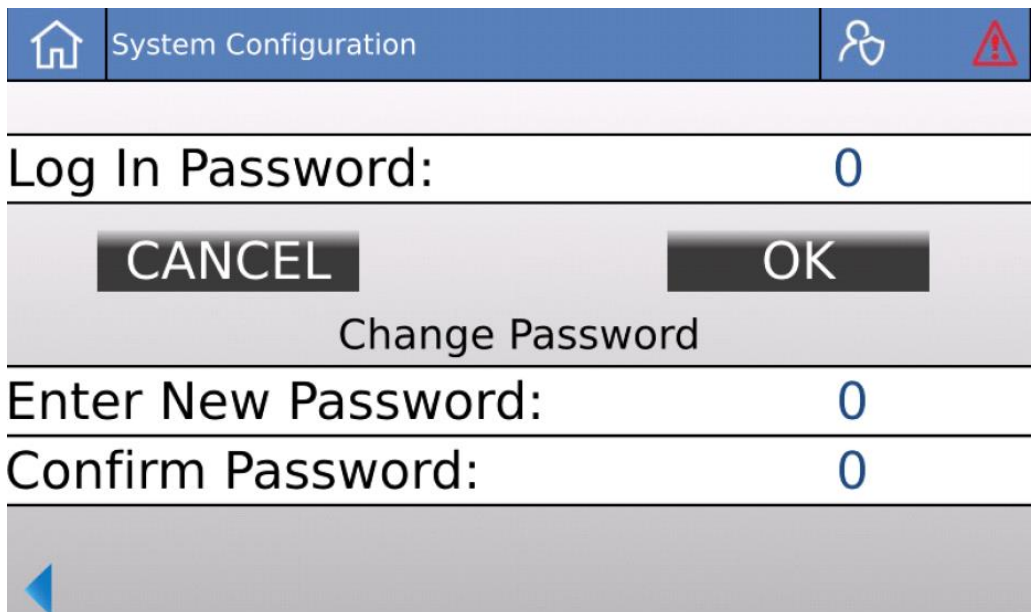 System Configuration
Log In Password: 0
CANCEL OK
Change Password
Enter New Password: 0
Confirm Password: 0